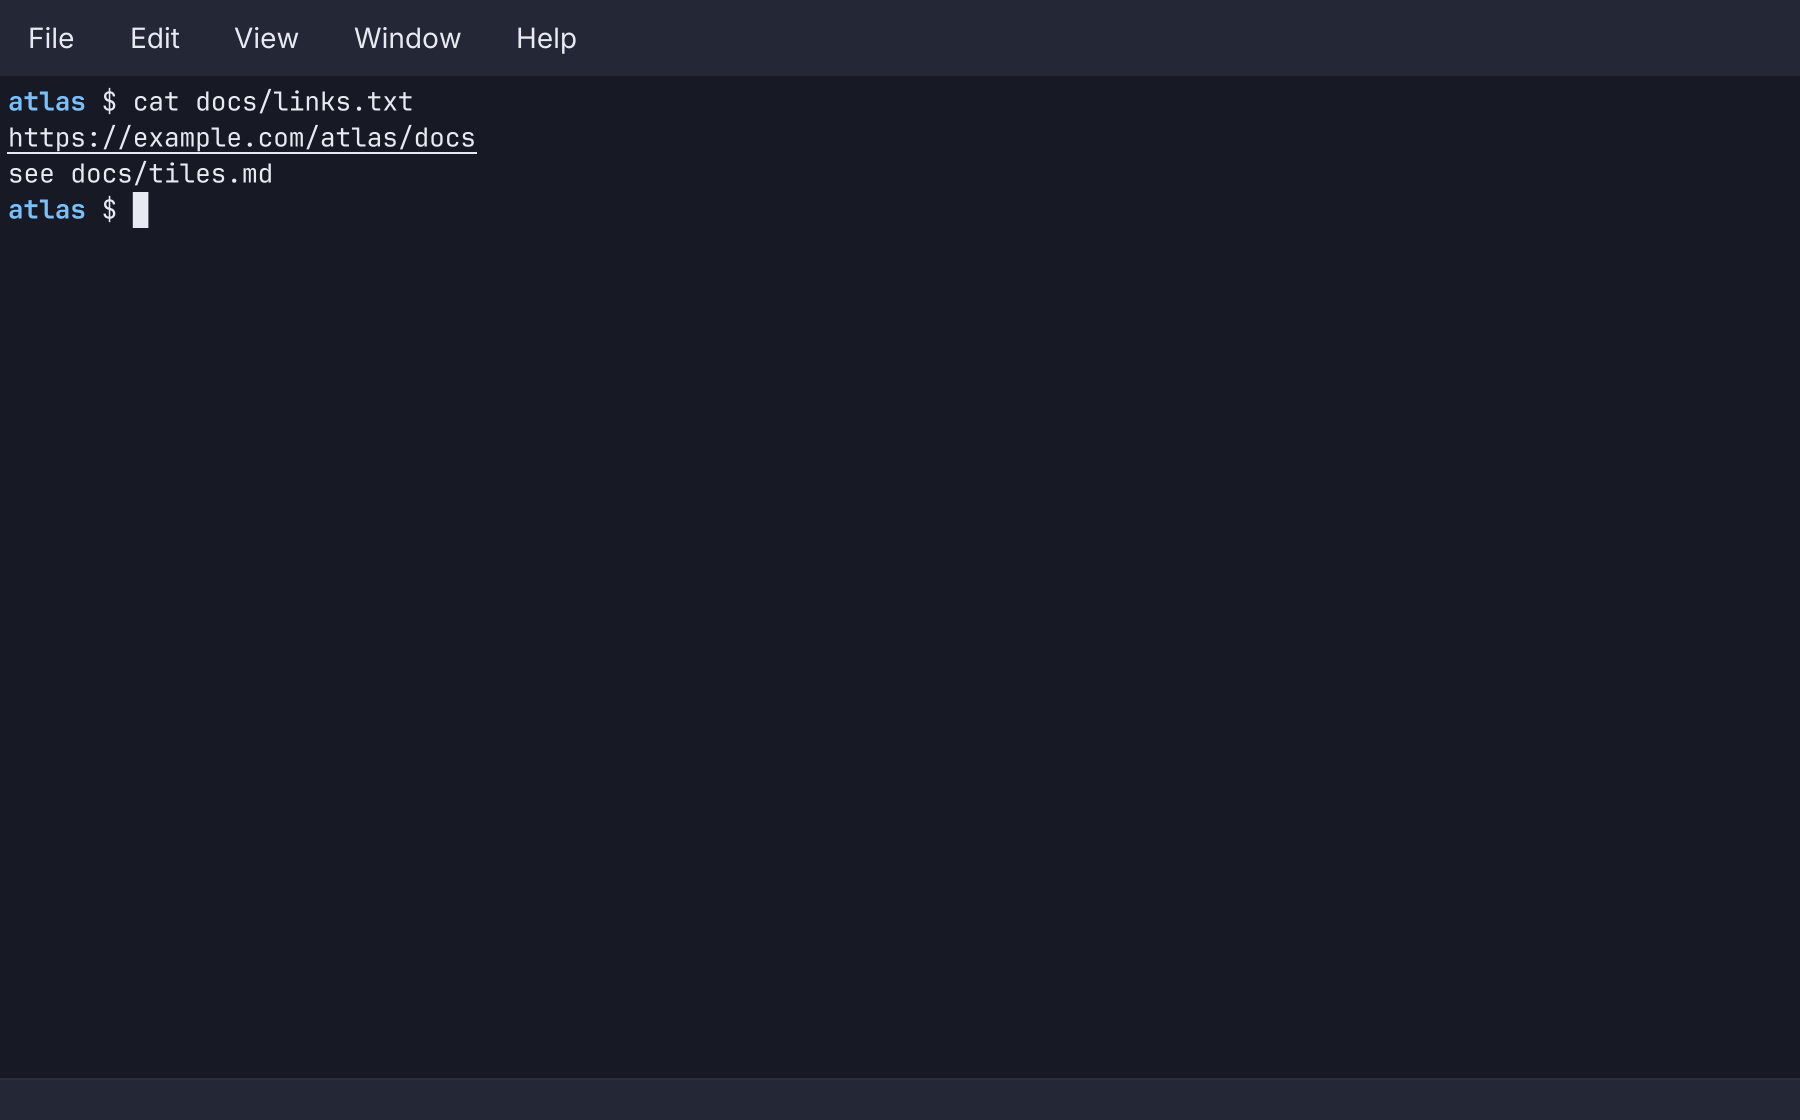 File Edit View Window Help
atlas $ cat docs/links.txt
https://example.com/atlas/docs
see docs/tiles.md
atlas $